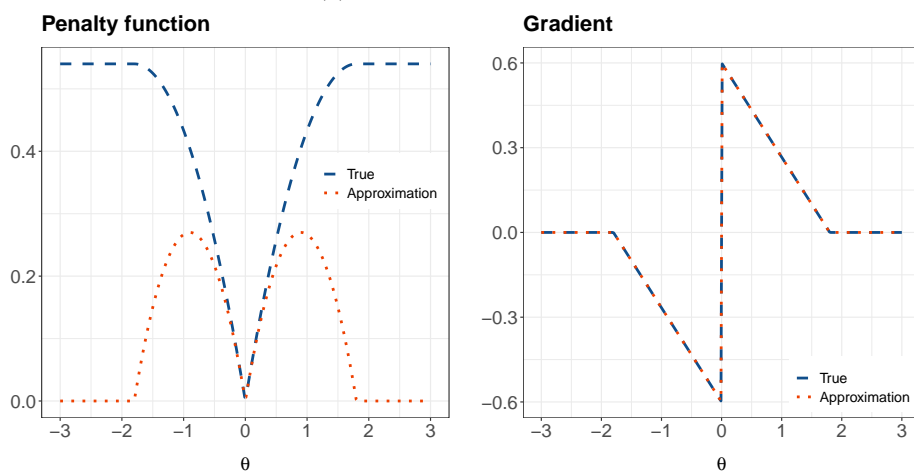 Penalty function
0.4
0.2
0.0
−3
−2
−1
0
1
2
3
θ
True
Approximation
Gradient
0.6
0.3
0.0
−0.3
−0.6
−3
−2
−1
0
1
2
3
θ
True
Approximation